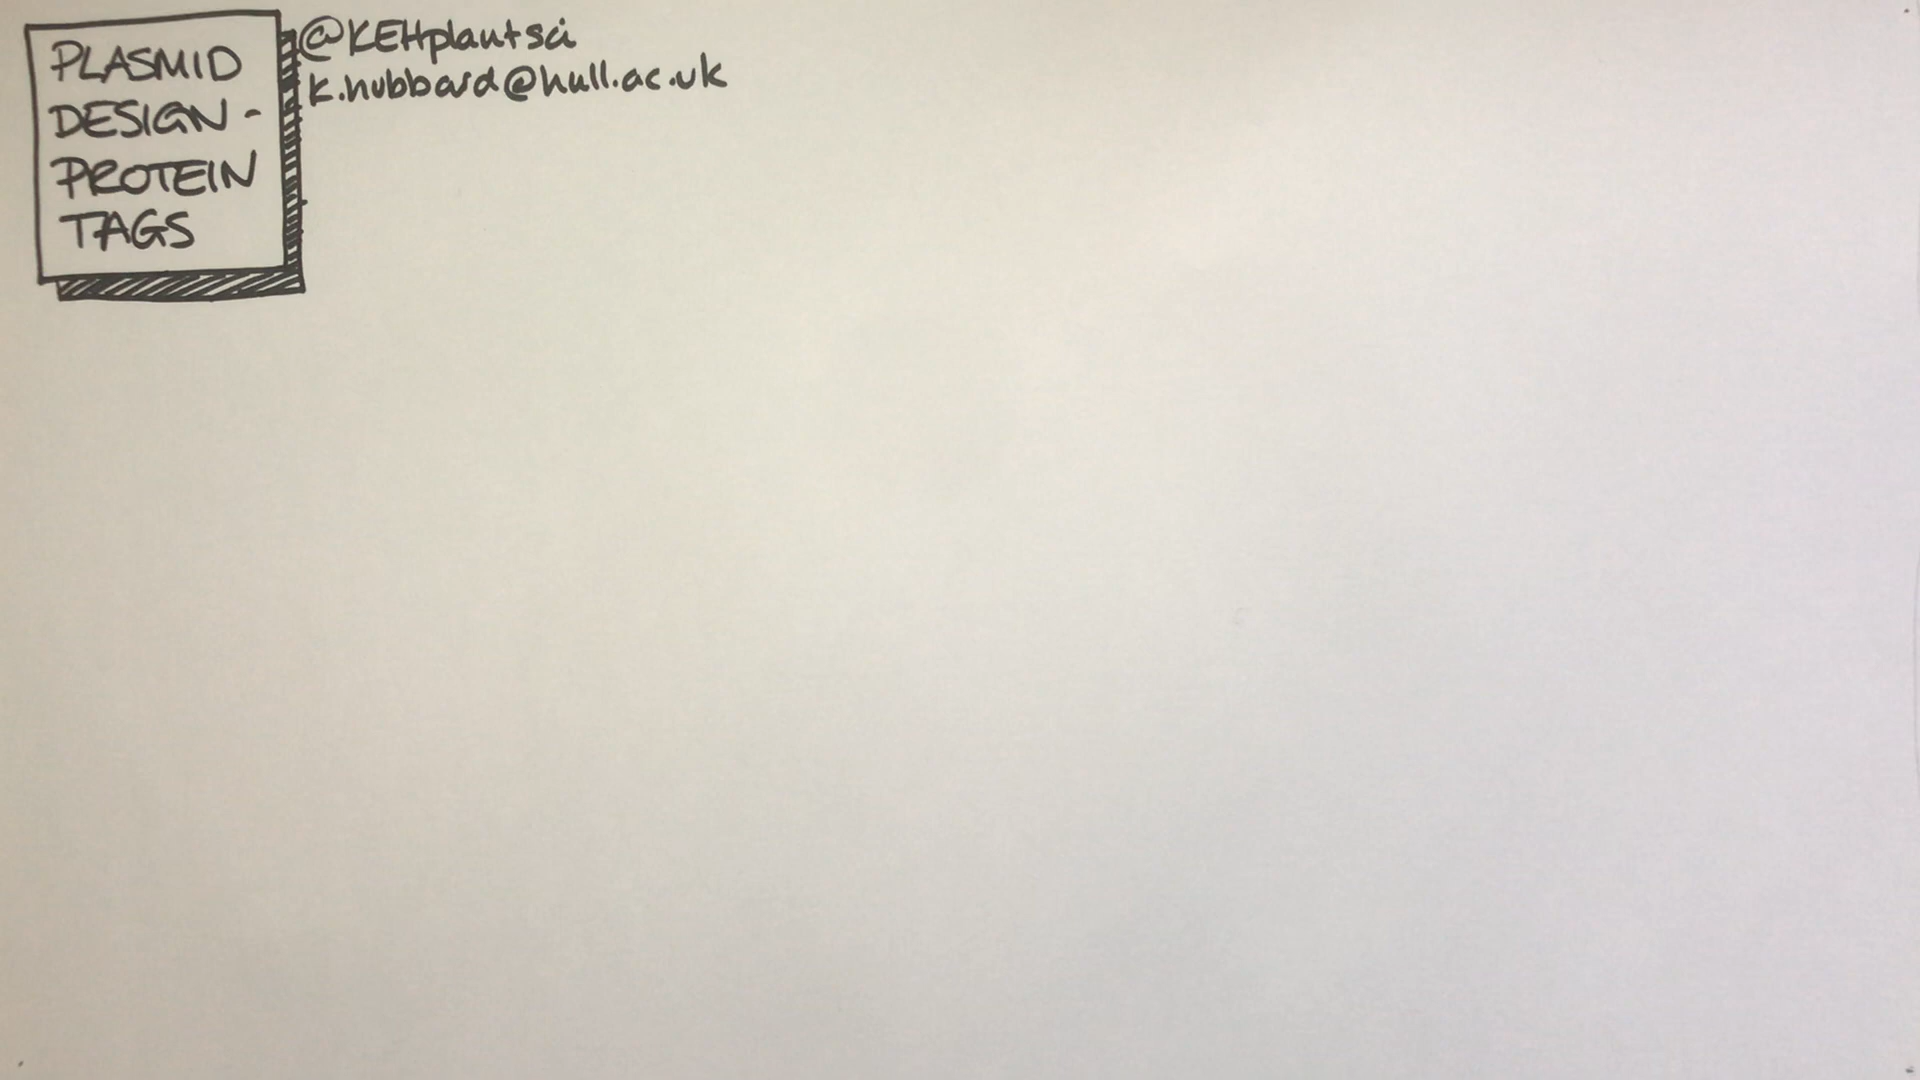 PLASMID
DESIGN -
PROTEIN
TAGS
@KEHplantsci
k.hubbard@hull.ac.uk